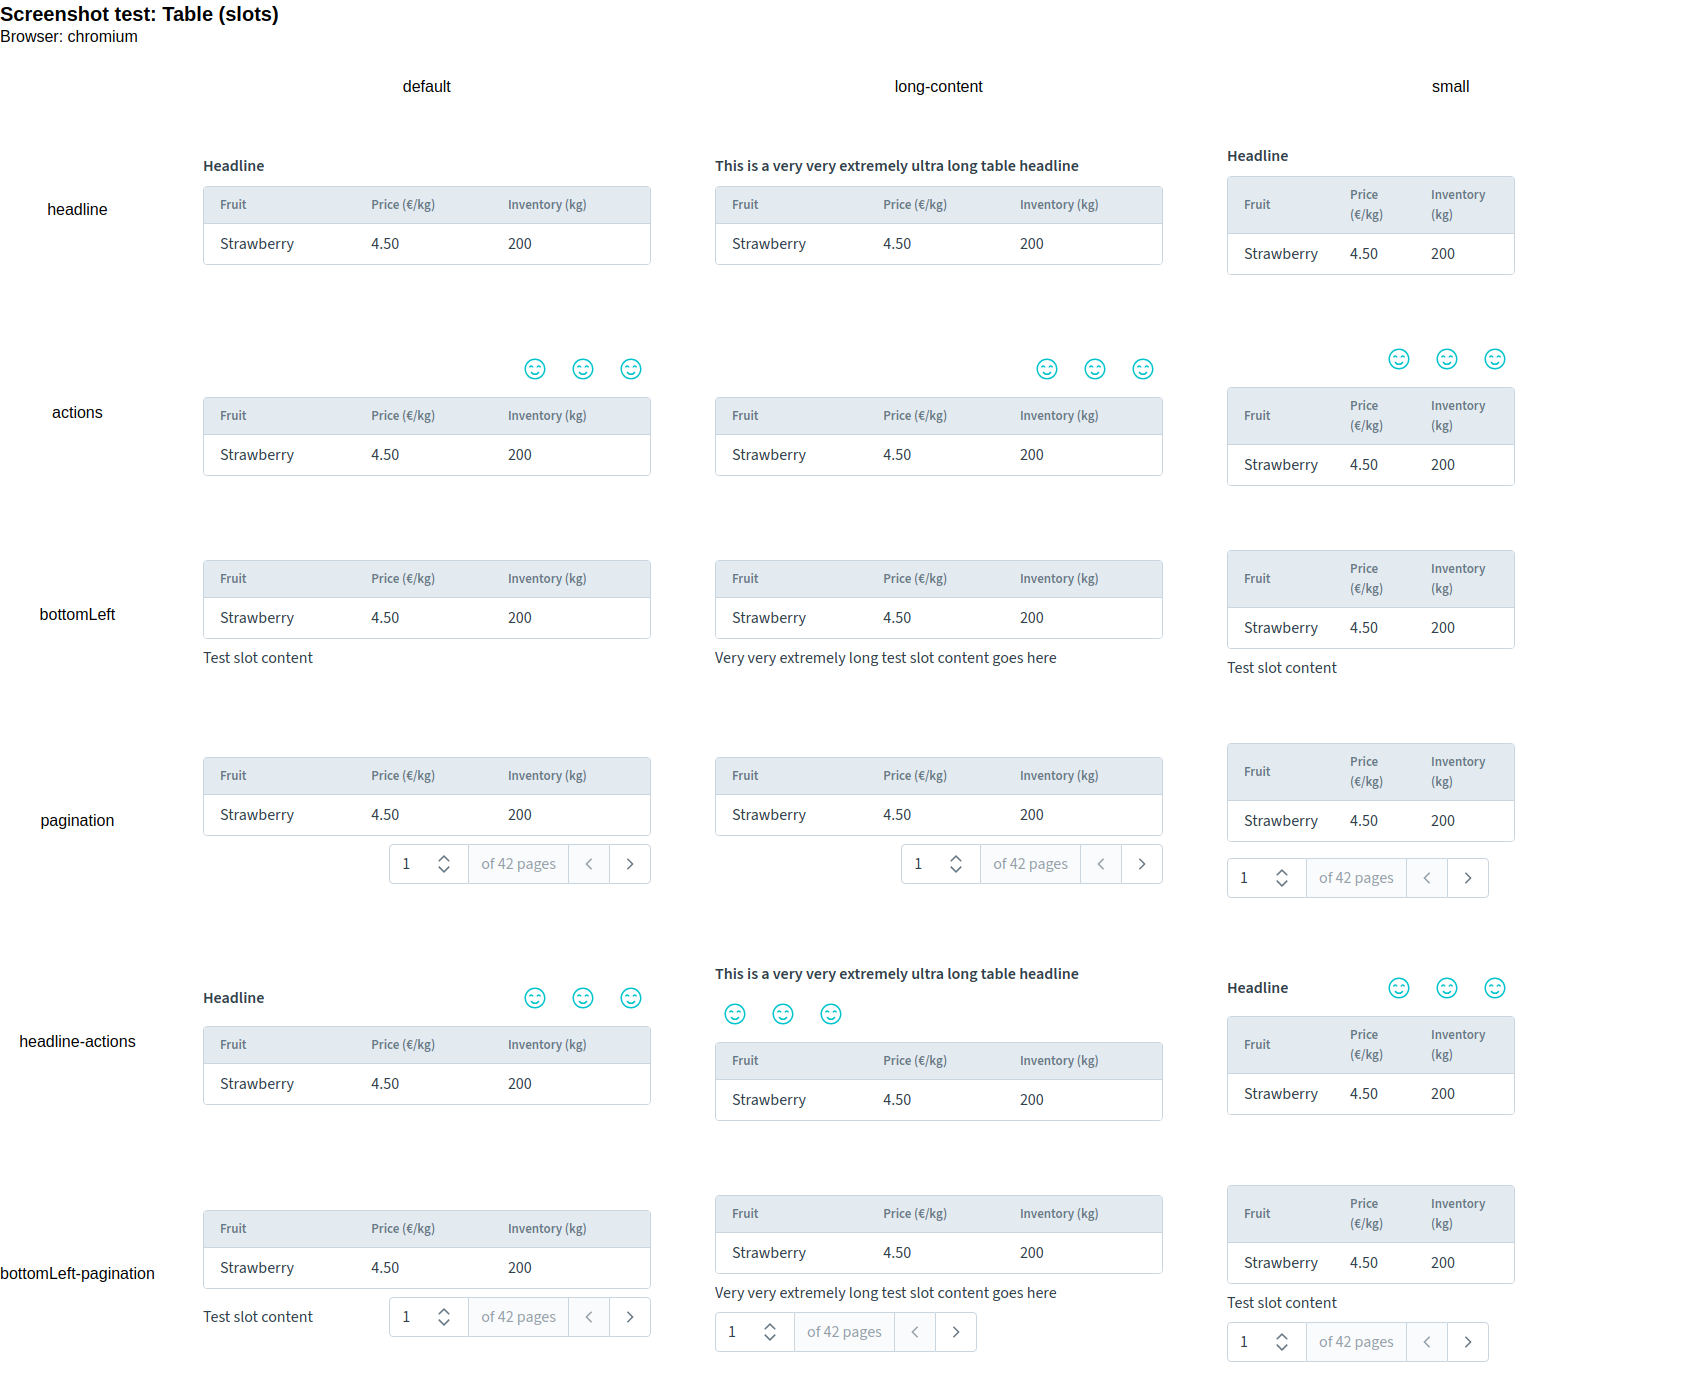 Screenshot test: Table (slots)
Browser: chromium
default long-content small
headline
Headline
Fruit Price (€/kg) Inventory (kg)
Strawberry 4.50 200
This is a very very extremely ultra long table headline
Fruit Price (€/kg) Inventory (kg)
Strawberry 4.50 200
Headline
Fruit Price (€/kg) Inventory (kg)
Strawberry 4.50 200
actions
Fruit Price (€/kg) Inventory (kg)
Strawberry 4.50 200
Fruit Price (€/kg) Inventory (kg)
Strawberry 4.50 200
Fruit Price (€/kg) Inventory (kg)
Strawberry 4.50 200
bottomLeft
Fruit Price (€/kg) Inventory (kg)
Strawberry 4.50 200
Test slot content
Fruit Price (€/kg) Inventory (kg)
Strawberry 4.50 200
Very very extremely long test slot content goes here
Fruit Price (€/kg) Inventory (kg)
Strawberry 4.50 200
Test slot content
pagination
Fruit Price (€/kg) Inventory (kg)
Strawberry 4.50 200
1 of 42 pages
Fruit Price (€/kg) Inventory (kg)
Strawberry 4.50 200
1 of 42 pages
Fruit Price (€/kg) Inventory (kg)
Strawberry 4.50 200
1 of 42 pages
headline-actions
Headline
Fruit Price (€/kg) Inventory (kg)
Strawberry 4.50 200
This is a very very extremely ultra long table headline
Fruit Price (€/kg) Inventory (kg)
Strawberry 4.50 200
Headline
Fruit Price (€/kg) Inventory (kg)
Strawberry 4.50 200
bottomLeft-pagination
Fruit Price (€/kg) Inventory (kg)
Strawberry 4.50 200
Test slot content 1 of 42 pages
Fruit Price (€/kg) Inventory (kg)
Strawberry 4.50 200
Very very extremely long test slot content goes here
1 of 42 pages
Fruit Price (€/kg) Inventory (kg)
Strawberry 4.50 200
Test slot content
1 of 42 pages